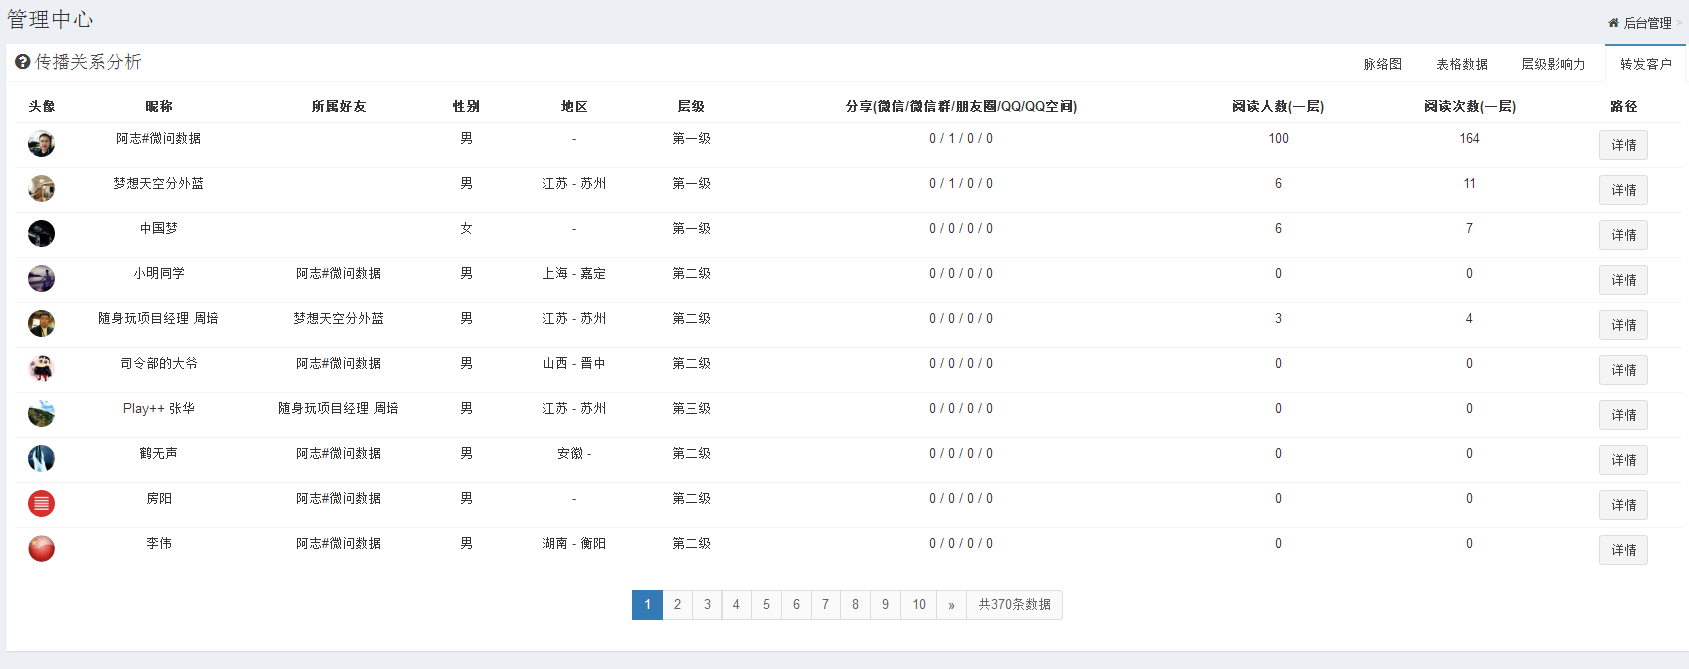 管理中心
后台管理 >
传播关系分析
脉络图 表格数据 层级影响力 转发客户
头像 昵称 所属好友 性别 地区 层级 分享(微信/微信群/朋友圈/QQ/QQ空间) 阅读人数(一层) 阅读次数(一层) 路径
阿志#微问数据 男 - 第一级 0 / 1 / 0 / 0 100 164 详情
梦想天空分外蓝 男 江苏 - 苏州 第一级 0 / 1 / 0 / 0 6 11 详情
中国梦 女 - 第一级 0 / 0 / 0 / 0 6 7 详情
小明同学 阿志#微问数据 男 上海 - 嘉定 第二级 0 / 0 / 0 / 0 0 0 详情
随身玩项目经理 周培 梦想天空分外蓝 男 江苏 - 苏州 第二级 0 / 0 / 0 / 0 3 4 详情
司令部的大爷 阿志#微问数据 男 山西 - 晋中 第二级 0 / 0 / 0 / 0 0 0 详情
Play++ 张华 随身玩项目经理 周培 男 江苏 - 苏州 第三级 0 / 0 / 0 / 0 0 0 详情
鹤无声 阿志#微问数据 男 安徽 - 第二级 0 / 0 / 0 / 0 0 0 详情
房阳 阿志#微问数据 男 - 第二级 0 / 0 / 0 / 0 0 0 详情
李伟 阿志#微问数据 男 湖南 - 衡阳 第二级 0 / 0 / 0 / 0 0 0 详情
1 2 3 4 5 6 7 8 9 10 » 共370条数据